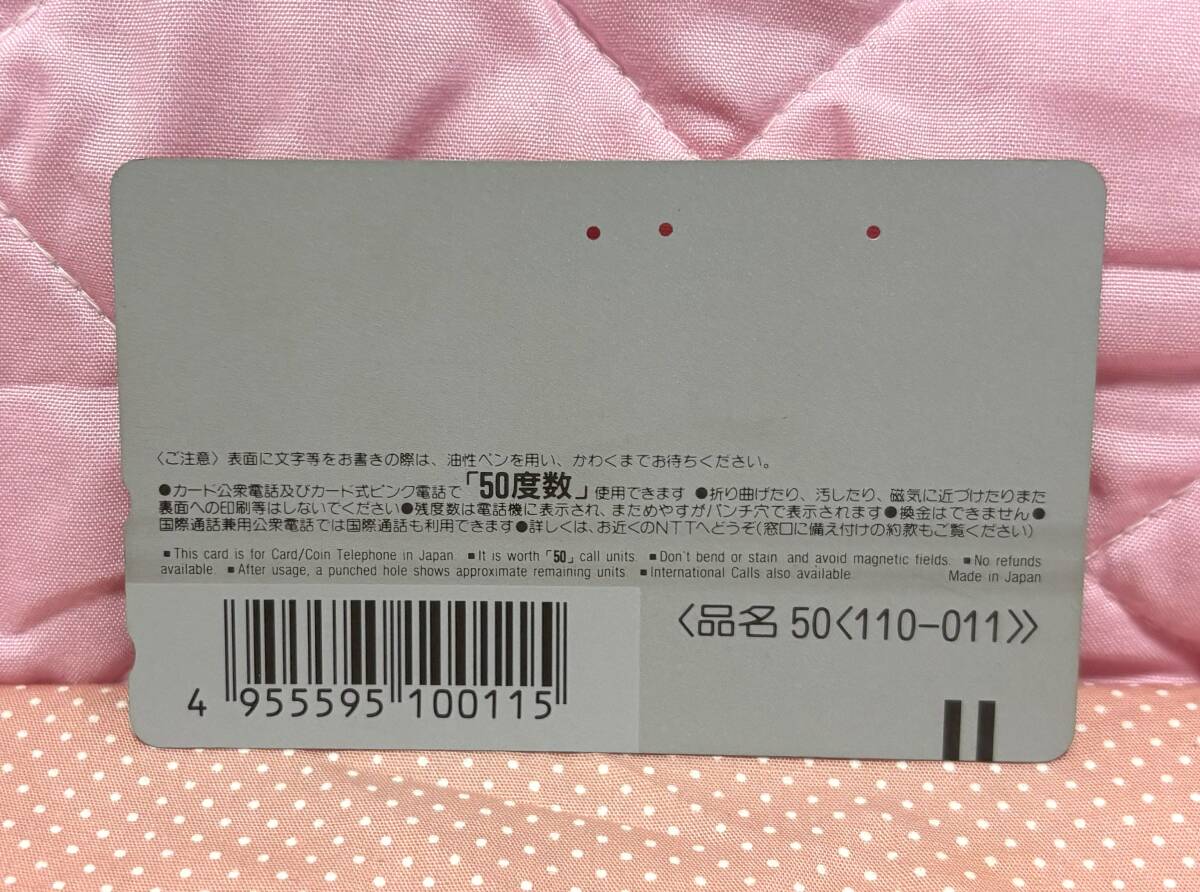 〈ご注意〉表面に文字等をお書きの際は、油性ペンを用い、かわくまでお待ちください。
●カード公衆電話及びカード式ピンク電話で「50度数」使用できます ●折り曲げたり、汚したり、磁気に近づけたりまた
裏面への印刷等はしないでください●残度数は電話機に表示され、まためやすがパンチ穴で表示されます●換金はできません●
国際通話兼用公衆電話では国際通話も利用できます●詳しくは、お近くのNTTへどうぞ(窓口に備え付けの約款もご覧ください)
■This card is for Card/Coin Telephone in Japan. ■It is worth「50」call units. ■Don't bend or stain and avoid magnetic fields. ■No refunds
available. ■After usage, a punched hole shows approximate remaining units. ■International Calls also available. Made in Japan
〈品名 50〈110-011〉〉
4 955595 100115